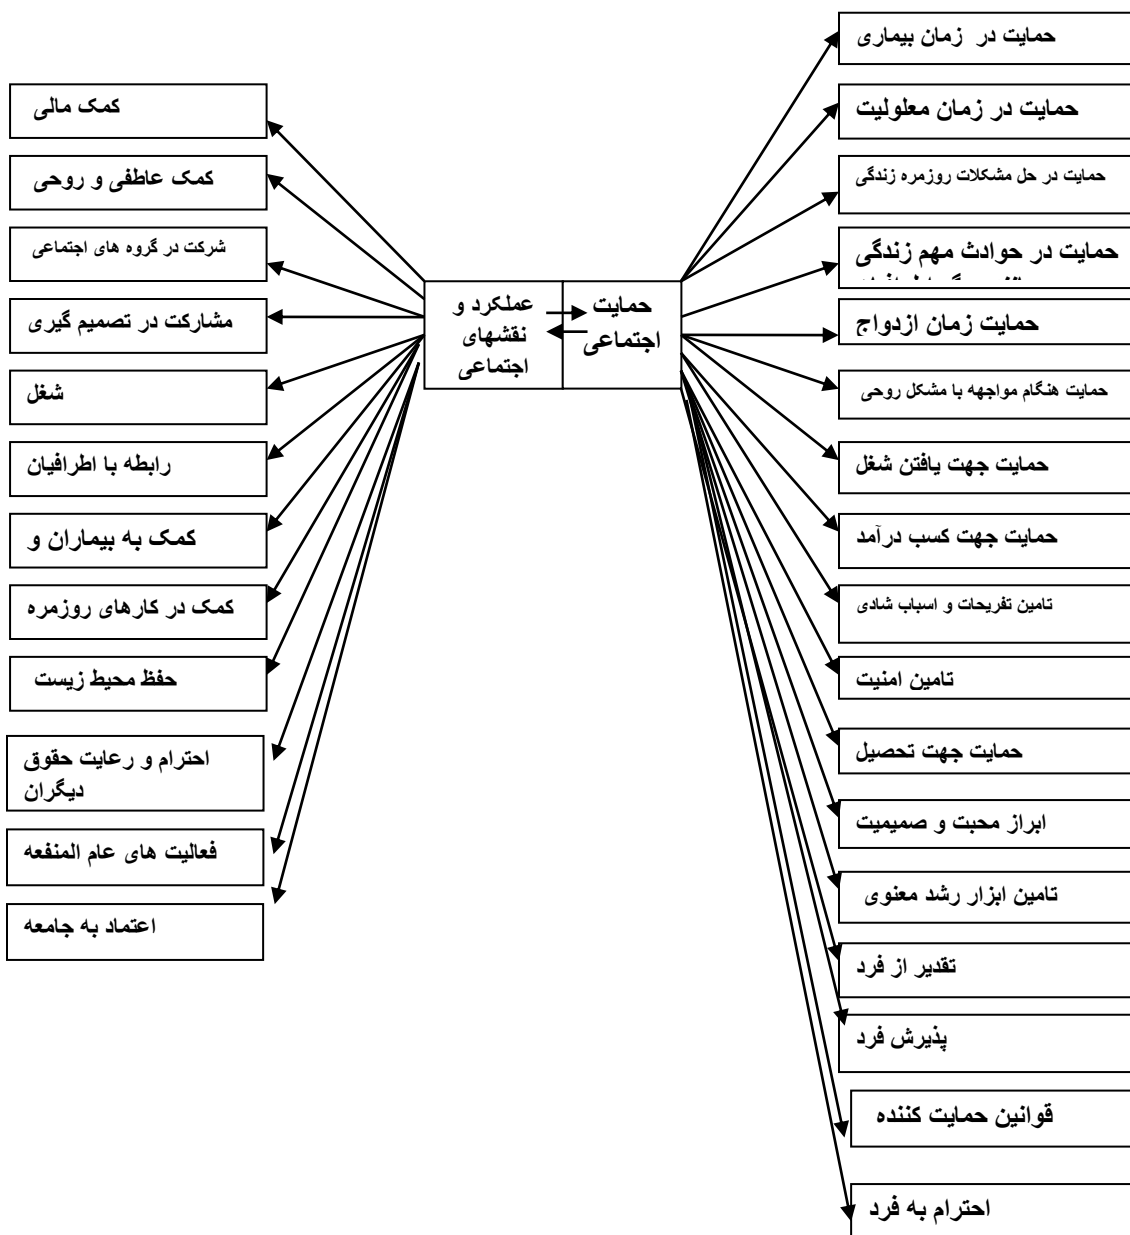 حمایت در زمان بیماری
حمایت در زمان معلولیت
حمایت در حل مشکلات روزمره زندگی
حمایت در حوادث مهم زندگی
حمایت زمان ازدواج
حمایت هنگام مواجهه با مشکل روحی
حمایت جهت یافتن شغل
حمایت جهت کسب درآمد
تامین تفریحات و اسباب شادی
تامین امنیت
حمایت جهت تحصیل
ابراز محبت و صمیمیت
تامین ابزار رشد معنوی
تقدیر از فرد
پذیرش فرد
قوانین حمایت کننده
احترام به فرد
حمایت
اجتماعی
عملکرد و
نقشهای
اجتماعی
کمک مالی
کمک عاطفی و روحی
شرکت در گروه های اجتماعی
مشارکت در تصمیم گیری
شغل
رابطه با اطرافیان
کمک به بیماران و
کمک در کارهای روزمره
حفظ محیط زیست
احترام و رعایت حقوق
دیگران
فعالیت های عام المنفعه
اعتماد به جامعه